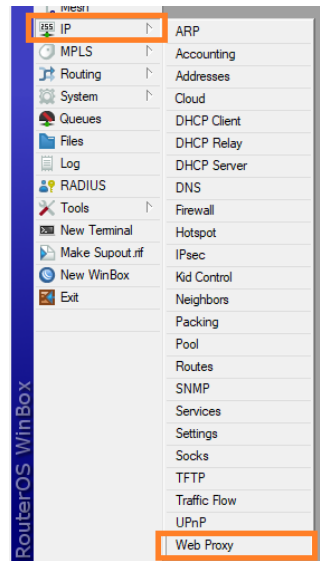 Mesh
255
IP
MPLS
Routing
System
Queues
Files
Log
RADIUS
Tools
New Terminal
Make Supout.rif
New WinBox
Exit
ARP
Accounting
Addresses
Cloud
DHCP Client
DHCP Relay
DHCP Server
DNS
Firewall
Hotspot
IPsec
Kid Control
Neighbors
Packing
Pool
Routes
SNMP
Services
Settings
Socks
TFTP
Traffic Flow
UPnP
Web Proxy
RouterOS WinBox